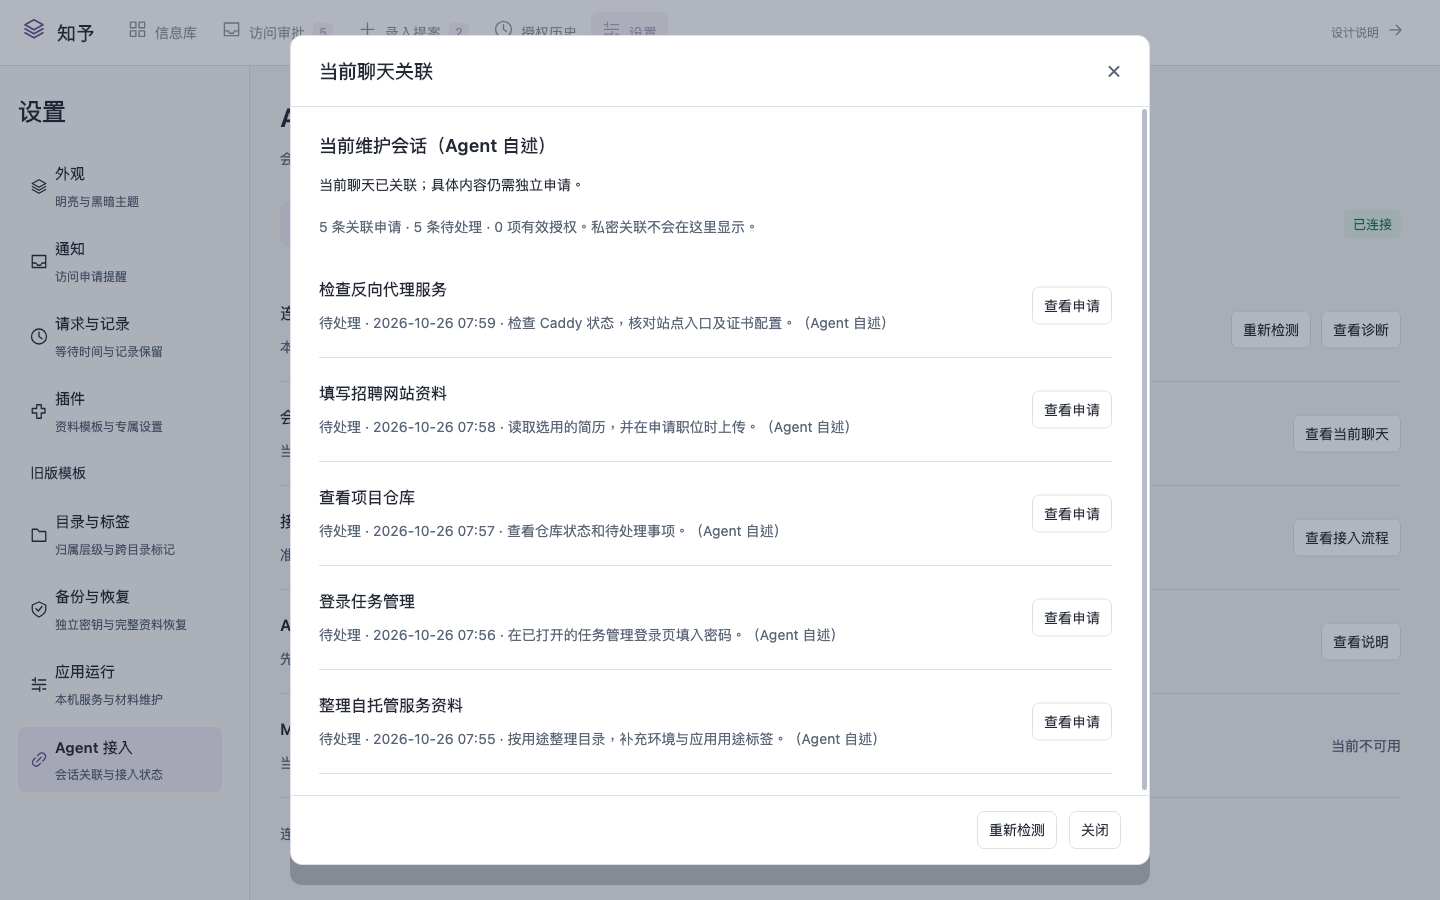 知予
信息库
访问审批 5
录入提案 2
授权历史
设置
设计说明
设置
外观
明亮与黑暗主题
通知
访问申请提醒
请求与记录
等待时间与记录保留
插件
资料模板与专属设置
旧版模板
目录与标签
归属层级与跨目录标记
备份与恢复
独立密钥与完整资料恢复
应用运行
本机服务与材料维护
Agent 接入
会话关联与接入状态
当前聊天关联
当前维护会话（Agent 自述）
当前聊天已关联；具体内容仍需独立申请。
5 条关联申请 · 5 条待处理 · 0 项有效授权。私密关联不会在这里显示。
检查反向代理服务
待处理 · 2026-10-26 07:59 · 检查 Caddy 状态，核对站点入口及证书配置。（Agent 自述）
查看申请
填写招聘网站资料
待处理 · 2026-10-26 07:58 · 读取选用的简历，并在申请职位时上传。（Agent 自述）
查看申请
查看项目仓库
待处理 · 2026-10-26 07:57 · 查看仓库状态和待处理事项。（Agent 自述）
查看申请
登录任务管理
待处理 · 2026-10-26 07:56 · 在已打开的任务管理登录页填入密码。（Agent 自述）
查看申请
整理自托管服务资料
待处理 · 2026-10-26 07:55 · 按用途整理目录，补充环境与应用用途标签。（Agent 自述）
查看申请
重新检测
关闭
已连接
重新检测
查看诊断
查看当前聊天
查看接入流程
查看说明
当前不可用